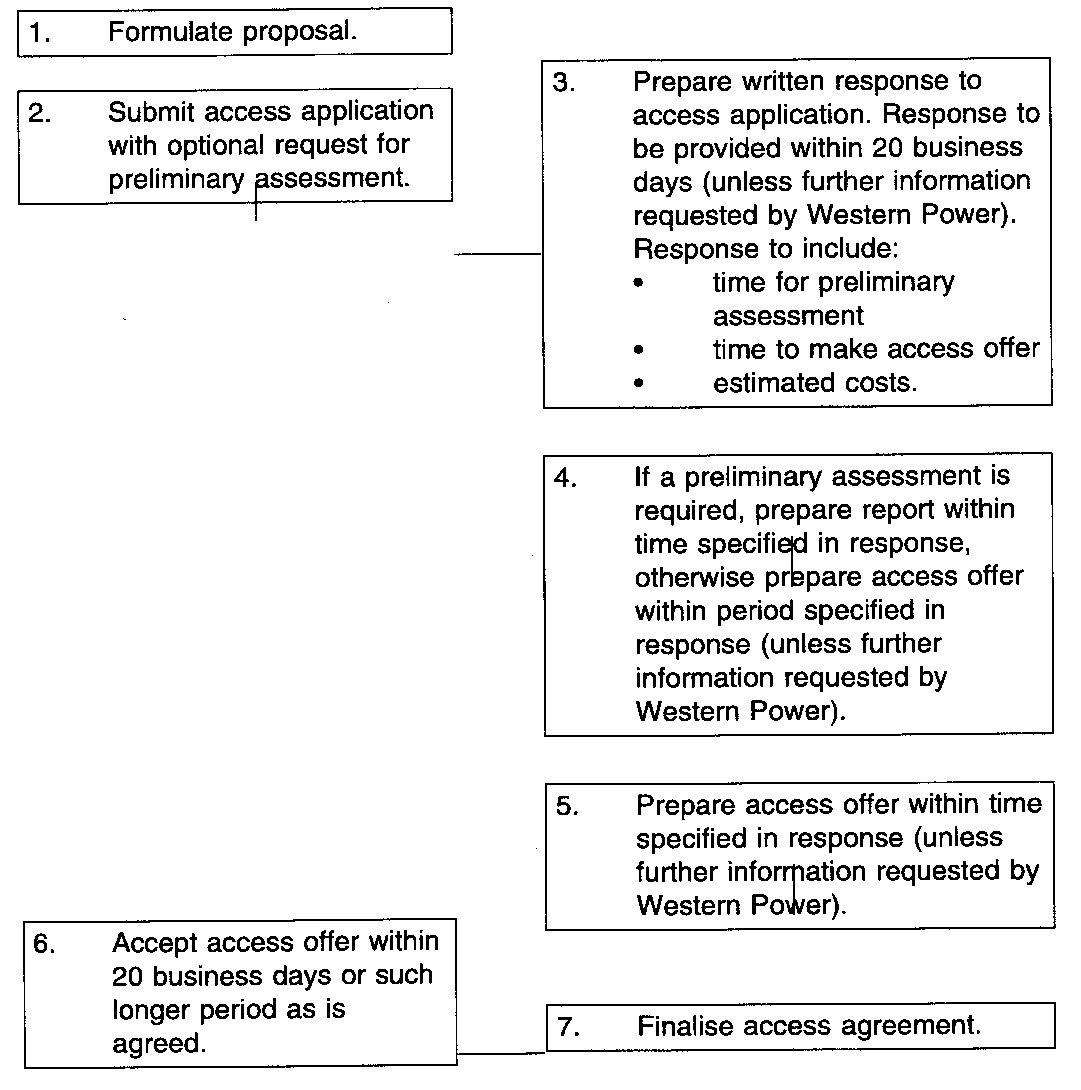 1. Formulate proposal.
2. Submit access application
with optional request for
preliminary assessment.
3. Prepare written response to
access application. Response to
be provided within 20 business
days (unless further information
requested by Western Power).
Response to include:
• time for preliminary
assessment
• time to make access offer
• estimated costs.
4. If a preliminary assessment is
required, prepare report within
time specified in response,
otherwise prepare access offer
within period specified in
response (unless further
information requested by
Western Power).
5. Prepare access offer within time
specified in response (unless
further information requested by
Western Power).
6. Accept access offer within
20 business days or such
longer period as is
agreed.
7. Finalise access agreement.